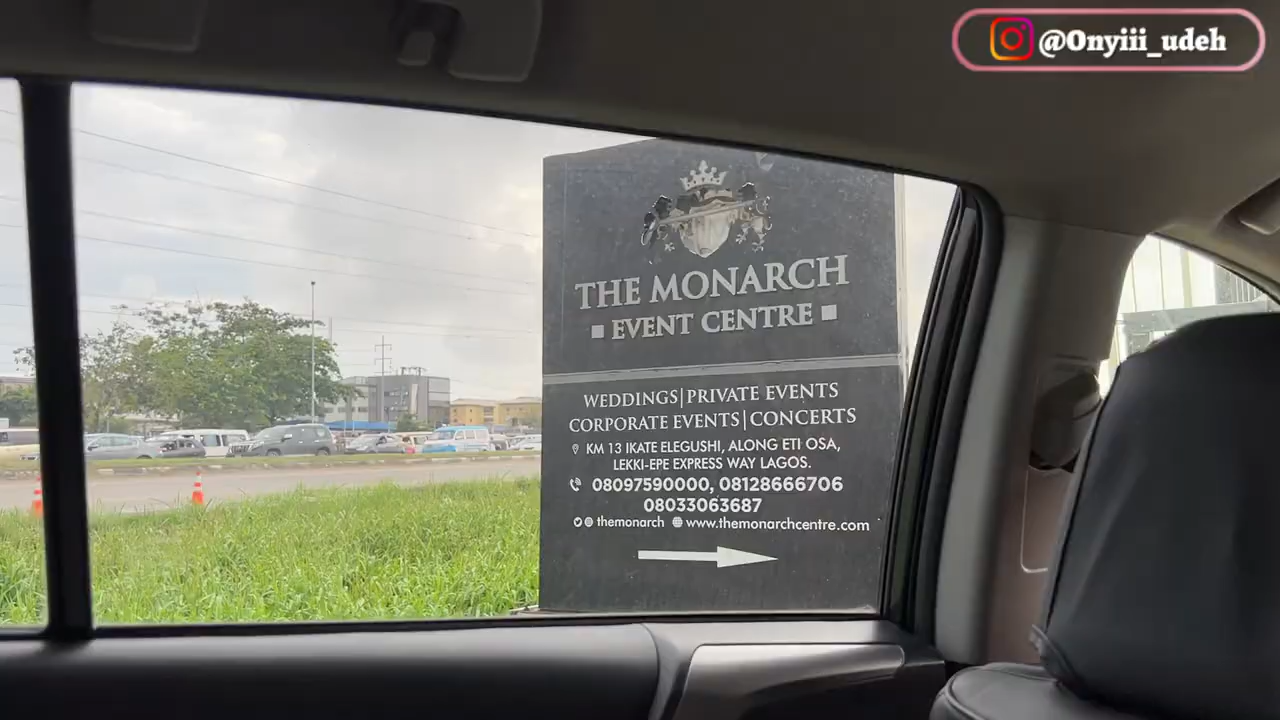 @Onyiii_udeh
THE MONARCH
EVENT CENTRE
WEDDINGS|PRIVATE EVENTS
CORPORATE EVENTS|CONCERTS
KM 13 IKATE ELEGUSHI, ALONG ETI OSA,
LEKKI-EPE EXPRESS WAY LAGOS.
08097590000, 08128666706
08033063687
themonarch www.themonarchcentre.com